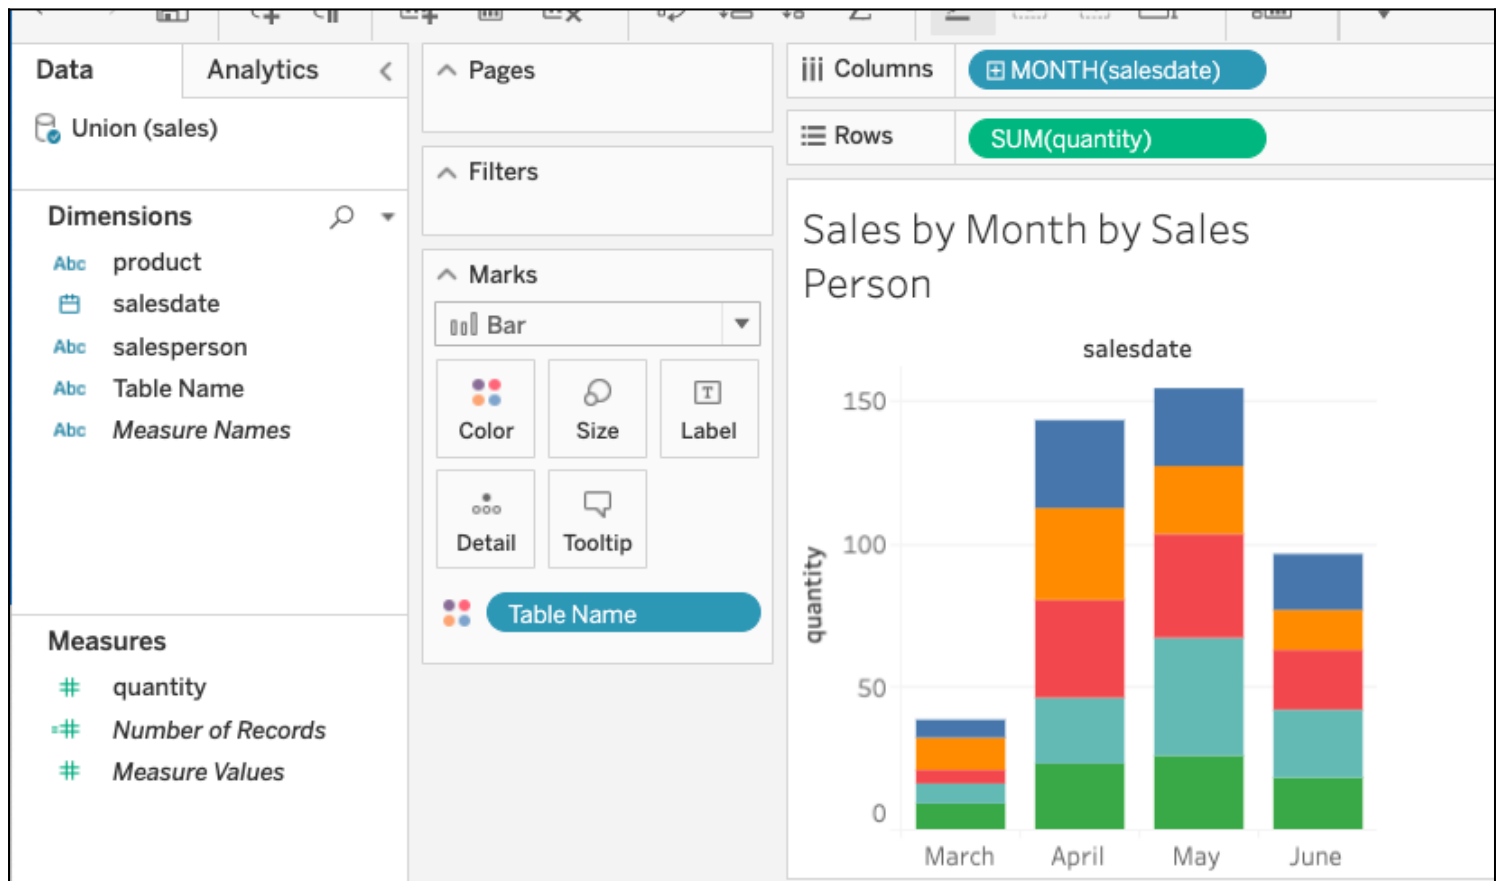 Data
Analytics
Union (sales)
Dimensions
Abc product
salesdate
Abc salesperson
Abc Table Name
Abc Measure Names
Measures
# quantity
=# Number of Records
# Measure Values
Pages
Filters
Marks
Bar
Color
Size
T
Label
Detail
Tooltip
Table Name
Columns
MONTH(salesdate)
Rows
SUM(quantity)
Sales by Month by Sales
Person
salesdate
quantity
150
100
50
0
March
April
May
June